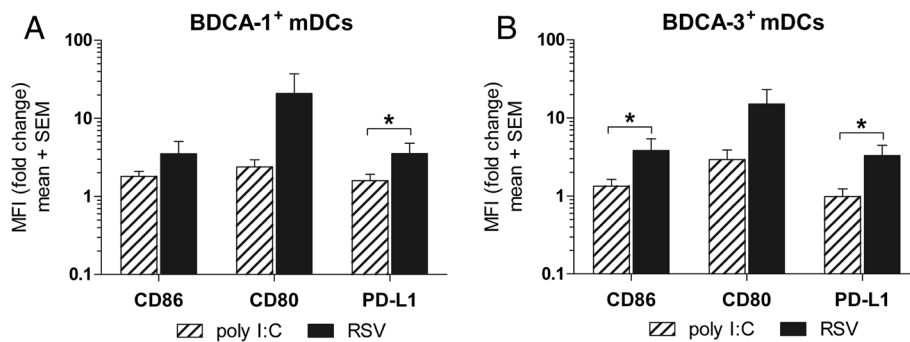 A
BDCA-1+ mDCs
MFI (fold change)
mean + SEM
100
10
1
0.1
*
CD86 CD80 PD-L1
poly I:C RSV
B
BDCA-3+ mDCs
MFI (fold change)
mean + SEM
100
10
1
0.1
*
*
CD86 CD80 PD-L1
poly I:C RSV